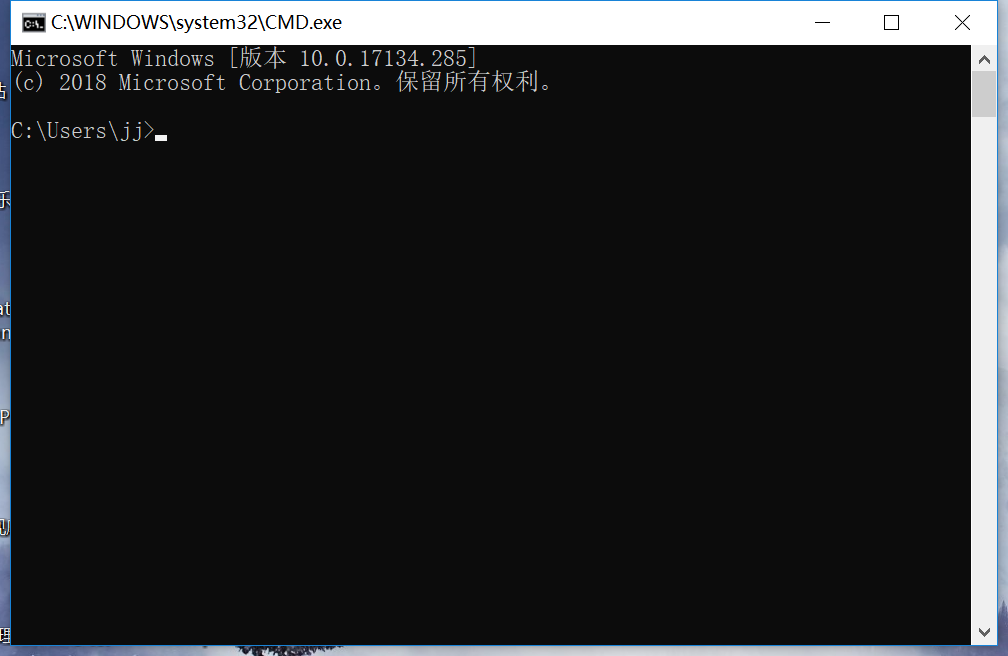 C:\WINDOWS\system32\CMD.exe
Microsoft Windows [版本 10.0.17134.285]
(c) 2018 Microsoft Corporation。保留所有权利。
C:\Users\jj>